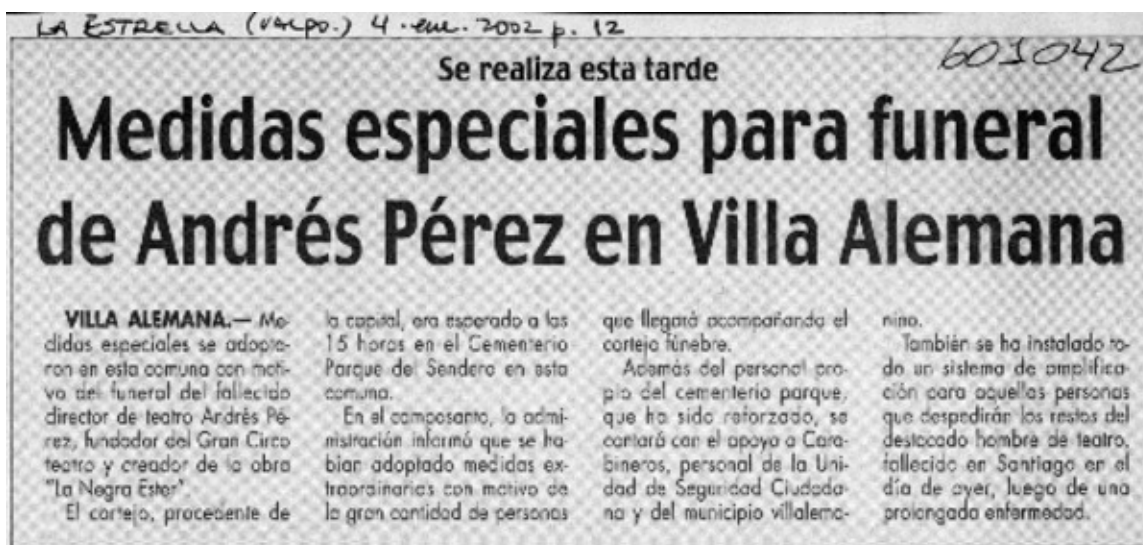 LA ESTRELLA (VALPO.) 4. ene. 2002 p. 12
601042
Se realiza esta tarde
Medidas especiales para funeral
de Andrés Pérez en Villa Alemana
VILLA ALEMANA.— Me-
didas especiales se adopta-
ron en esta comuna con moti-
vo del funeral del fallecido
director de teatro Andrés Pé-
rez, fundador del Gran Circo
teatro y creador de la obra
"La Negra Ester".
El cortejo, procedente de
la capital, era esperado a las
15 horas en el Cementerio
Parque del Sendero en esta
comuna.
En el camposanto, la admi-
nistración informó que se ha-
bían adoptado medidas ex-
traordinarias con motivo de
la gran cantidad de personas
que llegará acompañando el
cortejo fúnebre.
Además del personal pro-
pio del cementerio parque,
que ha sido reforzado, se
contará con el apoyo a Cara-
bineros, personal de la Uni-
dad de Seguridad Ciudada-
na y del municipio villalema-
nino.
También se ha instalado to-
do un sistema de amplifica-
ción para aquellas personas
que despedirán los restos del
destacado hombre de teatro,
fallecido en Santiago en el
día de ayer, luego de una
prolongada enfermedad.